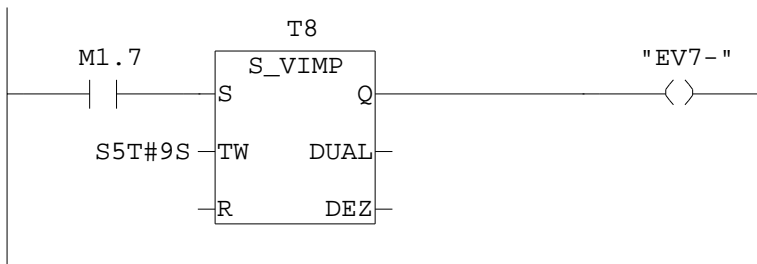 T8
M1.7
S_VIMP
"EV7-"
S Q
S5T#9S TW DUAL
R DEZ